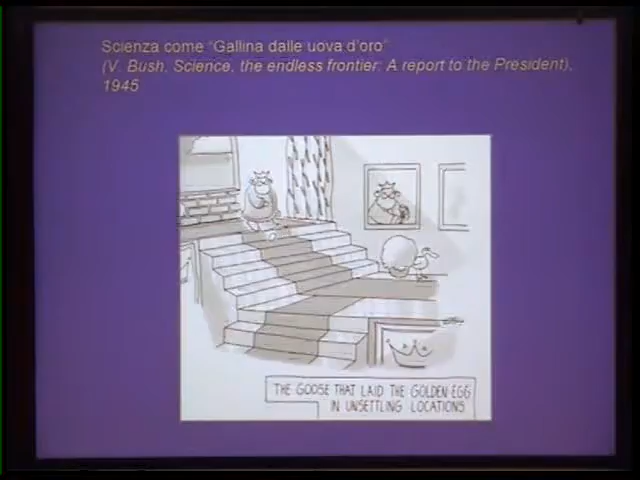 Scienza come "Gallina dalle uova d'oro"
(V. Bush, Science, the endless frontier: A report to the President),
1945
THE GOOSE THAT LAID THE GOLDEN EGG
IN UNSETTLING LOCATIONS